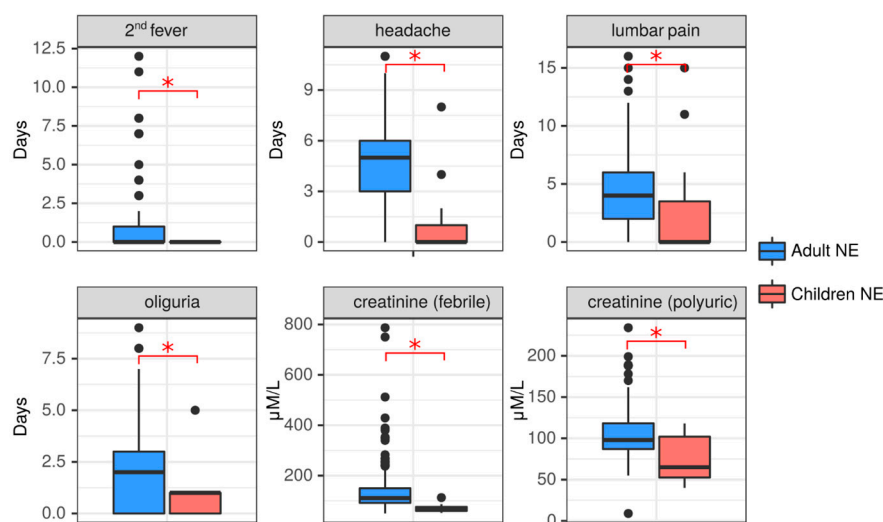 2nd fever
headache
lumbar pain
Days
12.5
10.0
7.5
5.0
2.5
0.0
*
Days
9
6
3
0
*
Days
15
10
5
0
*
Adult NE
Children NE
oliguria
creatinine (febrile)
creatinine (polyuric)
Days
7.5
5.0
2.5
0.0
*
µM/L
800
600
400
200
*
µM/L
200
150
100
50
0
*